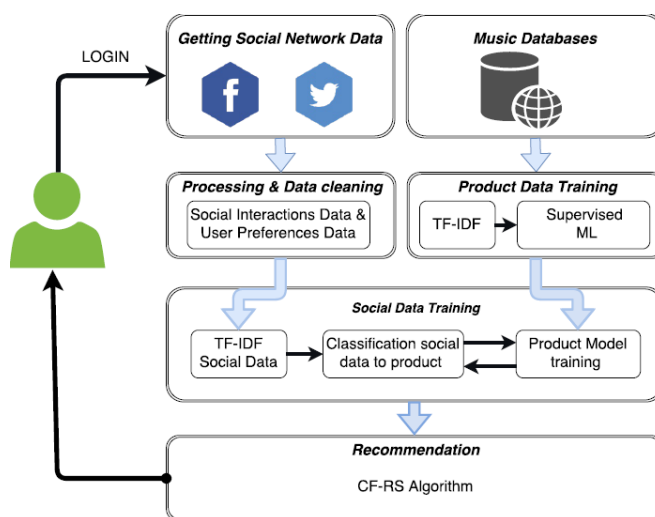 Getting Social Network Data
Music Databases
LOGIN
f
Processing & Data cleaning
Social Interactions Data &
User Preferences Data
Product Data Training
TF-IDF
Supervised
ML
Social Data Training
TF-IDF
Social Data
Classification social
data to product
Product Model
training
Recommendation
CF-RS Algorithm